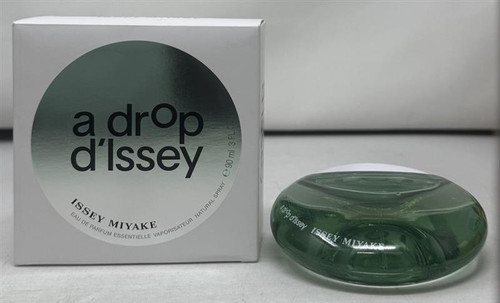 a drop
d'Issey
℮ 90 ml 3 FL.O
ISSEY MIYAKE
EAU DE PARFUM ESSENTIELLE VAPORISATEUR NATURAL SPRAY
a drop d'Issey
ISSEY MIYAKE